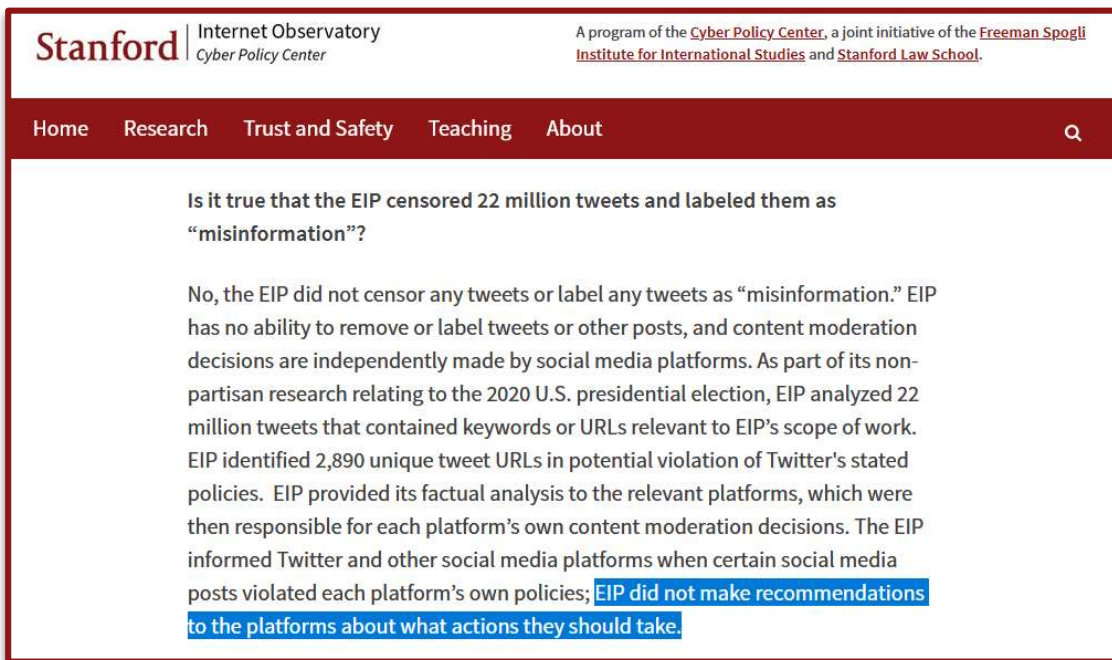 Stanford
Internet Observatory
Cyber Policy Center
A program of the Cyber Policy Center, a joint initiative of the Freeman Spogli
Institute for International Studies and Stanford Law School.
Home Research Trust and Safety Teaching About
Is it true that the EIP censored 22 million tweets and labeled them as
“misinformation”?
No, the EIP did not censor any tweets or label any tweets as “misinformation.” EIP
has no ability to remove or label tweets or other posts, and content moderation
decisions are independently made by social media platforms. As part of its non-
partisan research relating to the 2020 U.S. presidential election, EIP analyzed 22
million tweets that contained keywords or URLs relevant to EIP’s scope of work.
EIP identified 2,890 unique tweet URLs in potential violation of Twitter's stated
policies. EIP provided its factual analysis to the relevant platforms, which were
then responsible for each platform’s own content moderation decisions. The EIP
informed Twitter and other social media platforms when certain social media
posts violated each platform’s own policies; EIP did not make recommendations
to the platforms about what actions they should take.